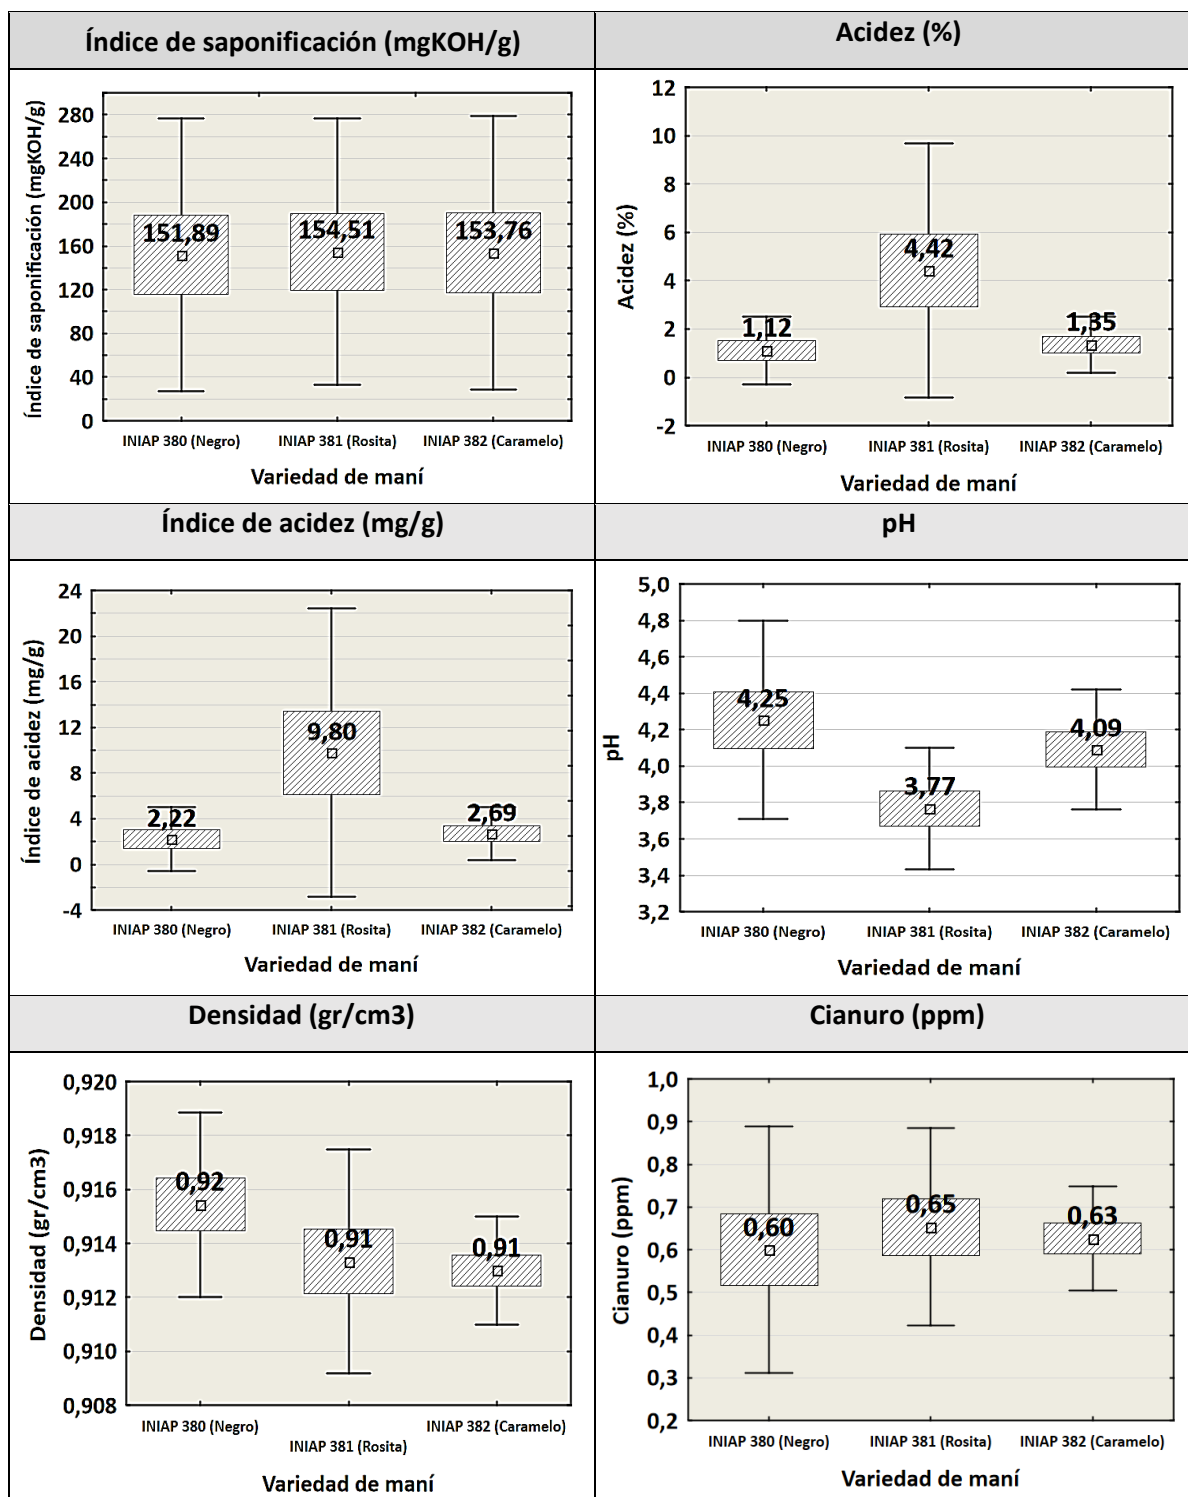 Índice de saponificación (mgKOH/g)
Índice de saponificación (mgKOH/g)
280
240
200
160
120
80
40
0
151,89
154,51
153,76
INIAP 380 (Negro)
INIAP 381 (Rosita)
INIAP 382 (Caramelo)
Variedad de maní
Acidez (%)
Acidez (%)
12
10
8
6
4
2
0
-2
1,12
4,42
1,35
INIAP 380 (Negro)
INIAP 381 (Rosita)
INIAP 382 (Caramelo)
Variedad de maní
Índice de acidez (mg/g)
Índice de acidez (mg/g)
24
20
16
12
8
4
0
-4
2,22
9,80
2,69
INIAP 380 (Negro)
INIAP 381 (Rosita)
INIAP 382 (Caramelo)
Variedad de maní
pH
pH
5,0
4,8
4,6
4,4
4,2
4,0
3,8
3,6
3,4
3,2
4,25
3,77
4,09
INIAP 380 (Negro)
INIAP 381 (Rosita)
INIAP 382 (Caramelo)
Variedad de maní
Densidad (gr/cm3)
Densidad (gr/cm3)
0,920
0,918
0,916
0,914
0,912
0,910
0,908
0,92
0,91
0,91
INIAP 380 (Negro)
INIAP 381 (Rosita)
INIAP 382 (Caramelo)
Variedad de maní
Cianuro (ppm)
Cianuro (ppm)
1,0
0,9
0,8
0,7
0,6
0,5
0,4
0,3
0,2
0,60
0,65
0,63
INIAP 380 (Negro)
INIAP 381 (Rosita)
INIAP 382 (Caramelo)
Variedad de maní